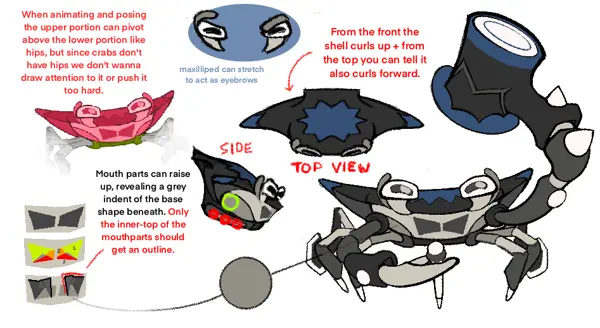 When animating and posing
the upper portion can pivot
above the lower portion like
hips, but since crabs don't
have hips we don't wanna
draw attention to it or push it
too hard.
maxilliped can stretch
to act as eyebrows
From the front the
shell curls up + from
the top you can tell it
also curls forward.
SIDE
TOP VIEW
Mouth parts can raise
up, revealing a grey
indent of the base
shape beneath. Only
the inner-top of the
mouthparts should
get an outline.